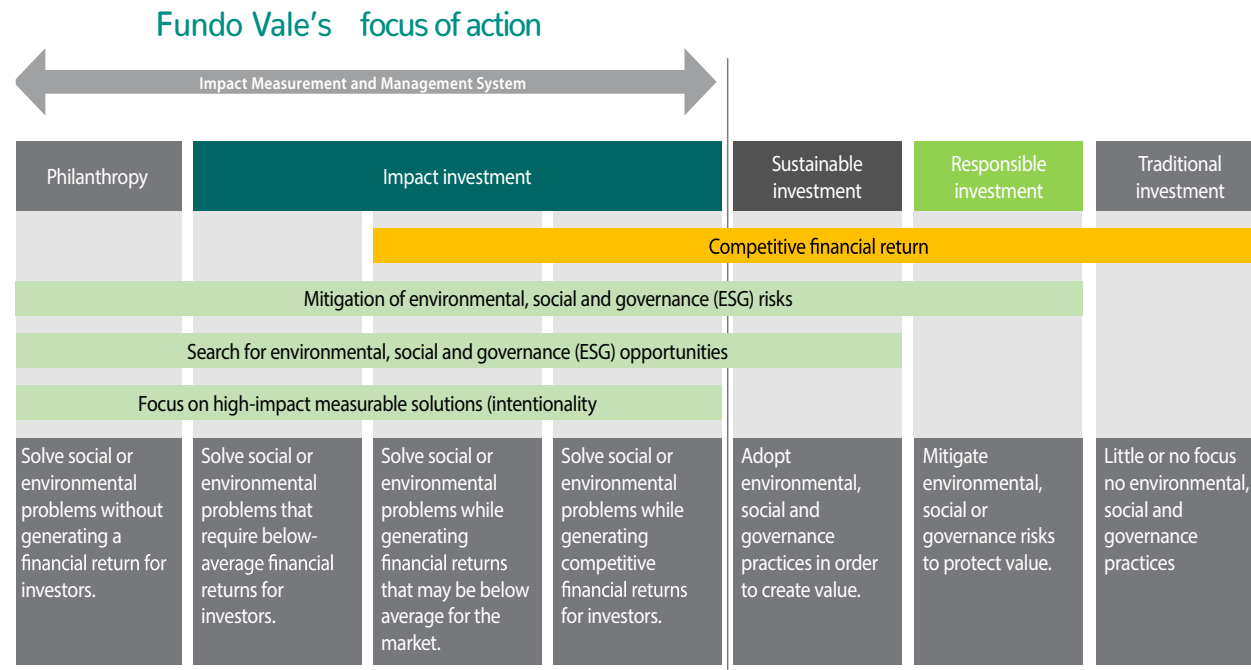 Fundo Vale's focus of action
Impact Measurement and Management System
Philanthropy
Impact investment
Sustainable
investment
Responsible
investment
Traditional
investment
Competitive financial return
Mitigation of environmental, social and governance (ESG) risks
Search for environmental, social and governance (ESG) opportunities
Focus on high-impact measurable solutions (intentionality
Solve social or
environmental
problems without
generating a
financial return for
investors.
Solve social or
environmental
problems that
require below-
average financial
returns for
investors.
Solve social or
environmental
problems while
generating
financial returns
that may be below
average for the
market.
Solve social or
environmental
problems while
generating
competitive
financial returns
for investors.
Adopt
environmental,
social and
governance
practices in order
to create value.
Mitigate
environmental,
social or
governance risks
to protect value.
Little or no focus
no environmental,
social and
governance
practices